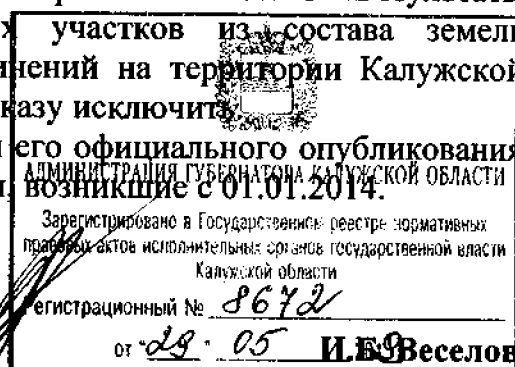 х участков из состава земель
инений на территории Калужской
казу исключить.
и его официального опубликования
и, возникшие с 01.01.2014.
АДМИНИСТРАЦИЯ ГУБЕРНАТОРА КАЛУЖСКОЙ ОБЛАСТИ
Зарегистрировано в Государственном реестре нормативных
правовых актов исполнительных органов государственной власти
Калужской области
Регистрационный № 8672
от "29" 05
И.Б. Веселов